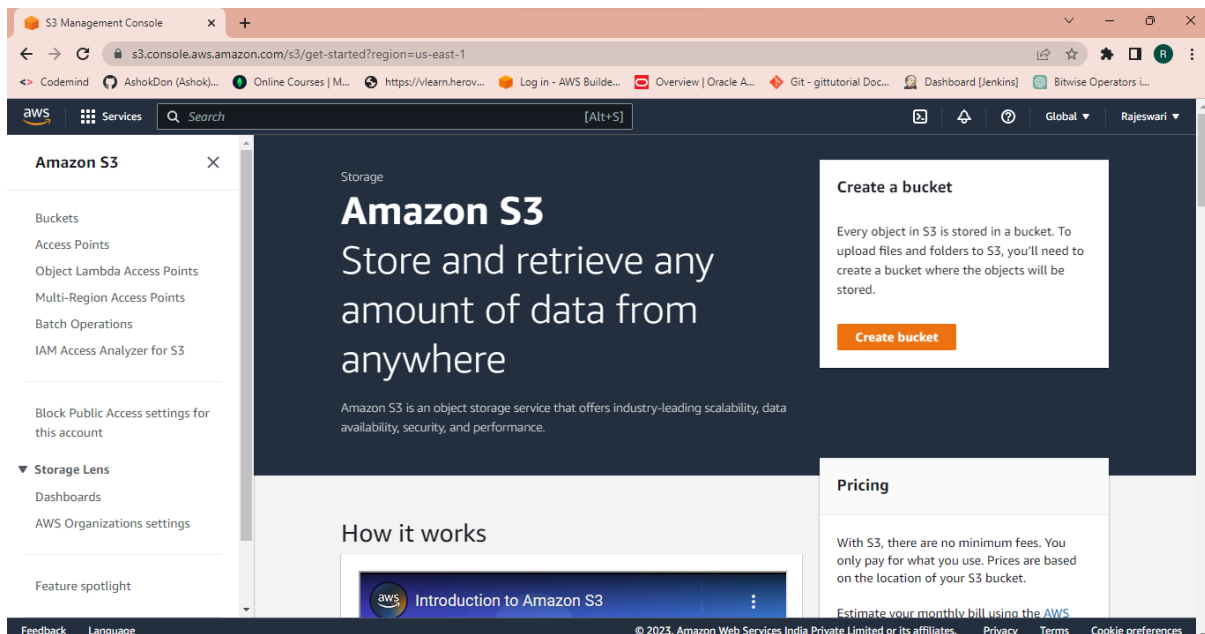 S3 Management Console
s3.console.aws.amazon.com/s3/get-started?region=us-east-1
R
Codemind
AshokDon (Ashok)...
Online Courses | M...
https://vlearn.herov...
Log in - AWS Builde...
Overview | Oracle A...
Git - gittutorial Doc...
Dashboard [Jenkins]
Bitwise Operators i...
aws
Services
Search
[Alt+S]
Global
Rajeswari
Amazon S3
Buckets
Access Points
Object Lambda Access Points
Multi-Region Access Points
Batch Operations
IAM Access Analyzer for S3
Block Public Access settings for
this account
Storage Lens
Dashboards
AWS Organizations settings
Feature spotlight
Storage
Amazon S3
Store and retrieve any
amount of data from
anywhere
Amazon S3 is an object storage service that offers industry-leading scalability, data
availability, security, and performance.
Create a bucket
Every object in S3 is stored in a bucket. To
upload files and folders to S3, you'll need to
create a bucket where the objects will be
stored.
Create bucket
How it works
aws
Introduction to Amazon S3
Pricing
With S3, there are no minimum fees. You
only pay for what you use. Prices are based
on the location of your S3 bucket.
Estimate your monthly bill using the AWS
Feedback
Language
© 2023, Amazon Web Services India Private Limited or its affiliates.
Privacy
Terms
Cookie preferences